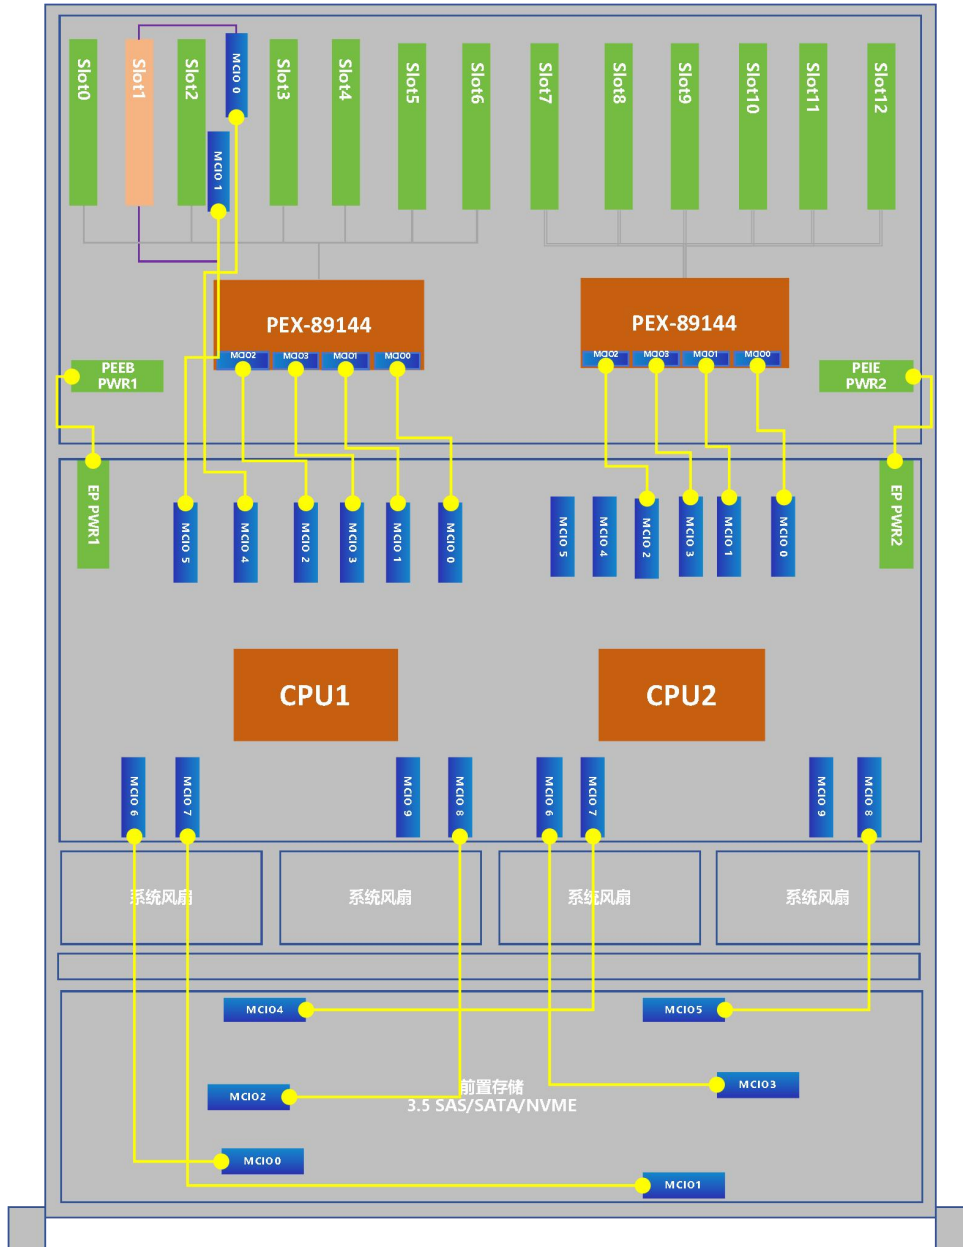 Slot0
Slot1
Slot2
MCIO 0
MCIO 1
Slot3
Slot4
Slot5
Slot6
Slot7
Slot8
Slot9
Slot10
Slot11
Slot12
PEX-89144
MCIO2
MCIO3
MCIO1
MCIO0
PEX-89144
MCIO2
MCIO3
MCIO1
MCIO0
PEEB
PWR1
PEIE
PWR2
EP PWR1
MCIO 5
MCIO 4
MCIO 2
MCIO 3
MCIO 1
MCIO 0
MCIO 5
MCIO 4
MCIO 2
MCIO 3
MCIO 1
MCIO 0
EP PWR2
CPU1
CPU2
MCIO 6
MCIO 7
MCIO 9
MCIO 8
MCIO 6
MCIO 7
MCIO 9
MCIO 8
系统风扇
系统风扇
系统风扇
系统风扇
MCIO4
MCIO5
前置存储
3.5 SAS/SATA/NVME
MCIO2
MCIO3
MCIO0
MCIO1